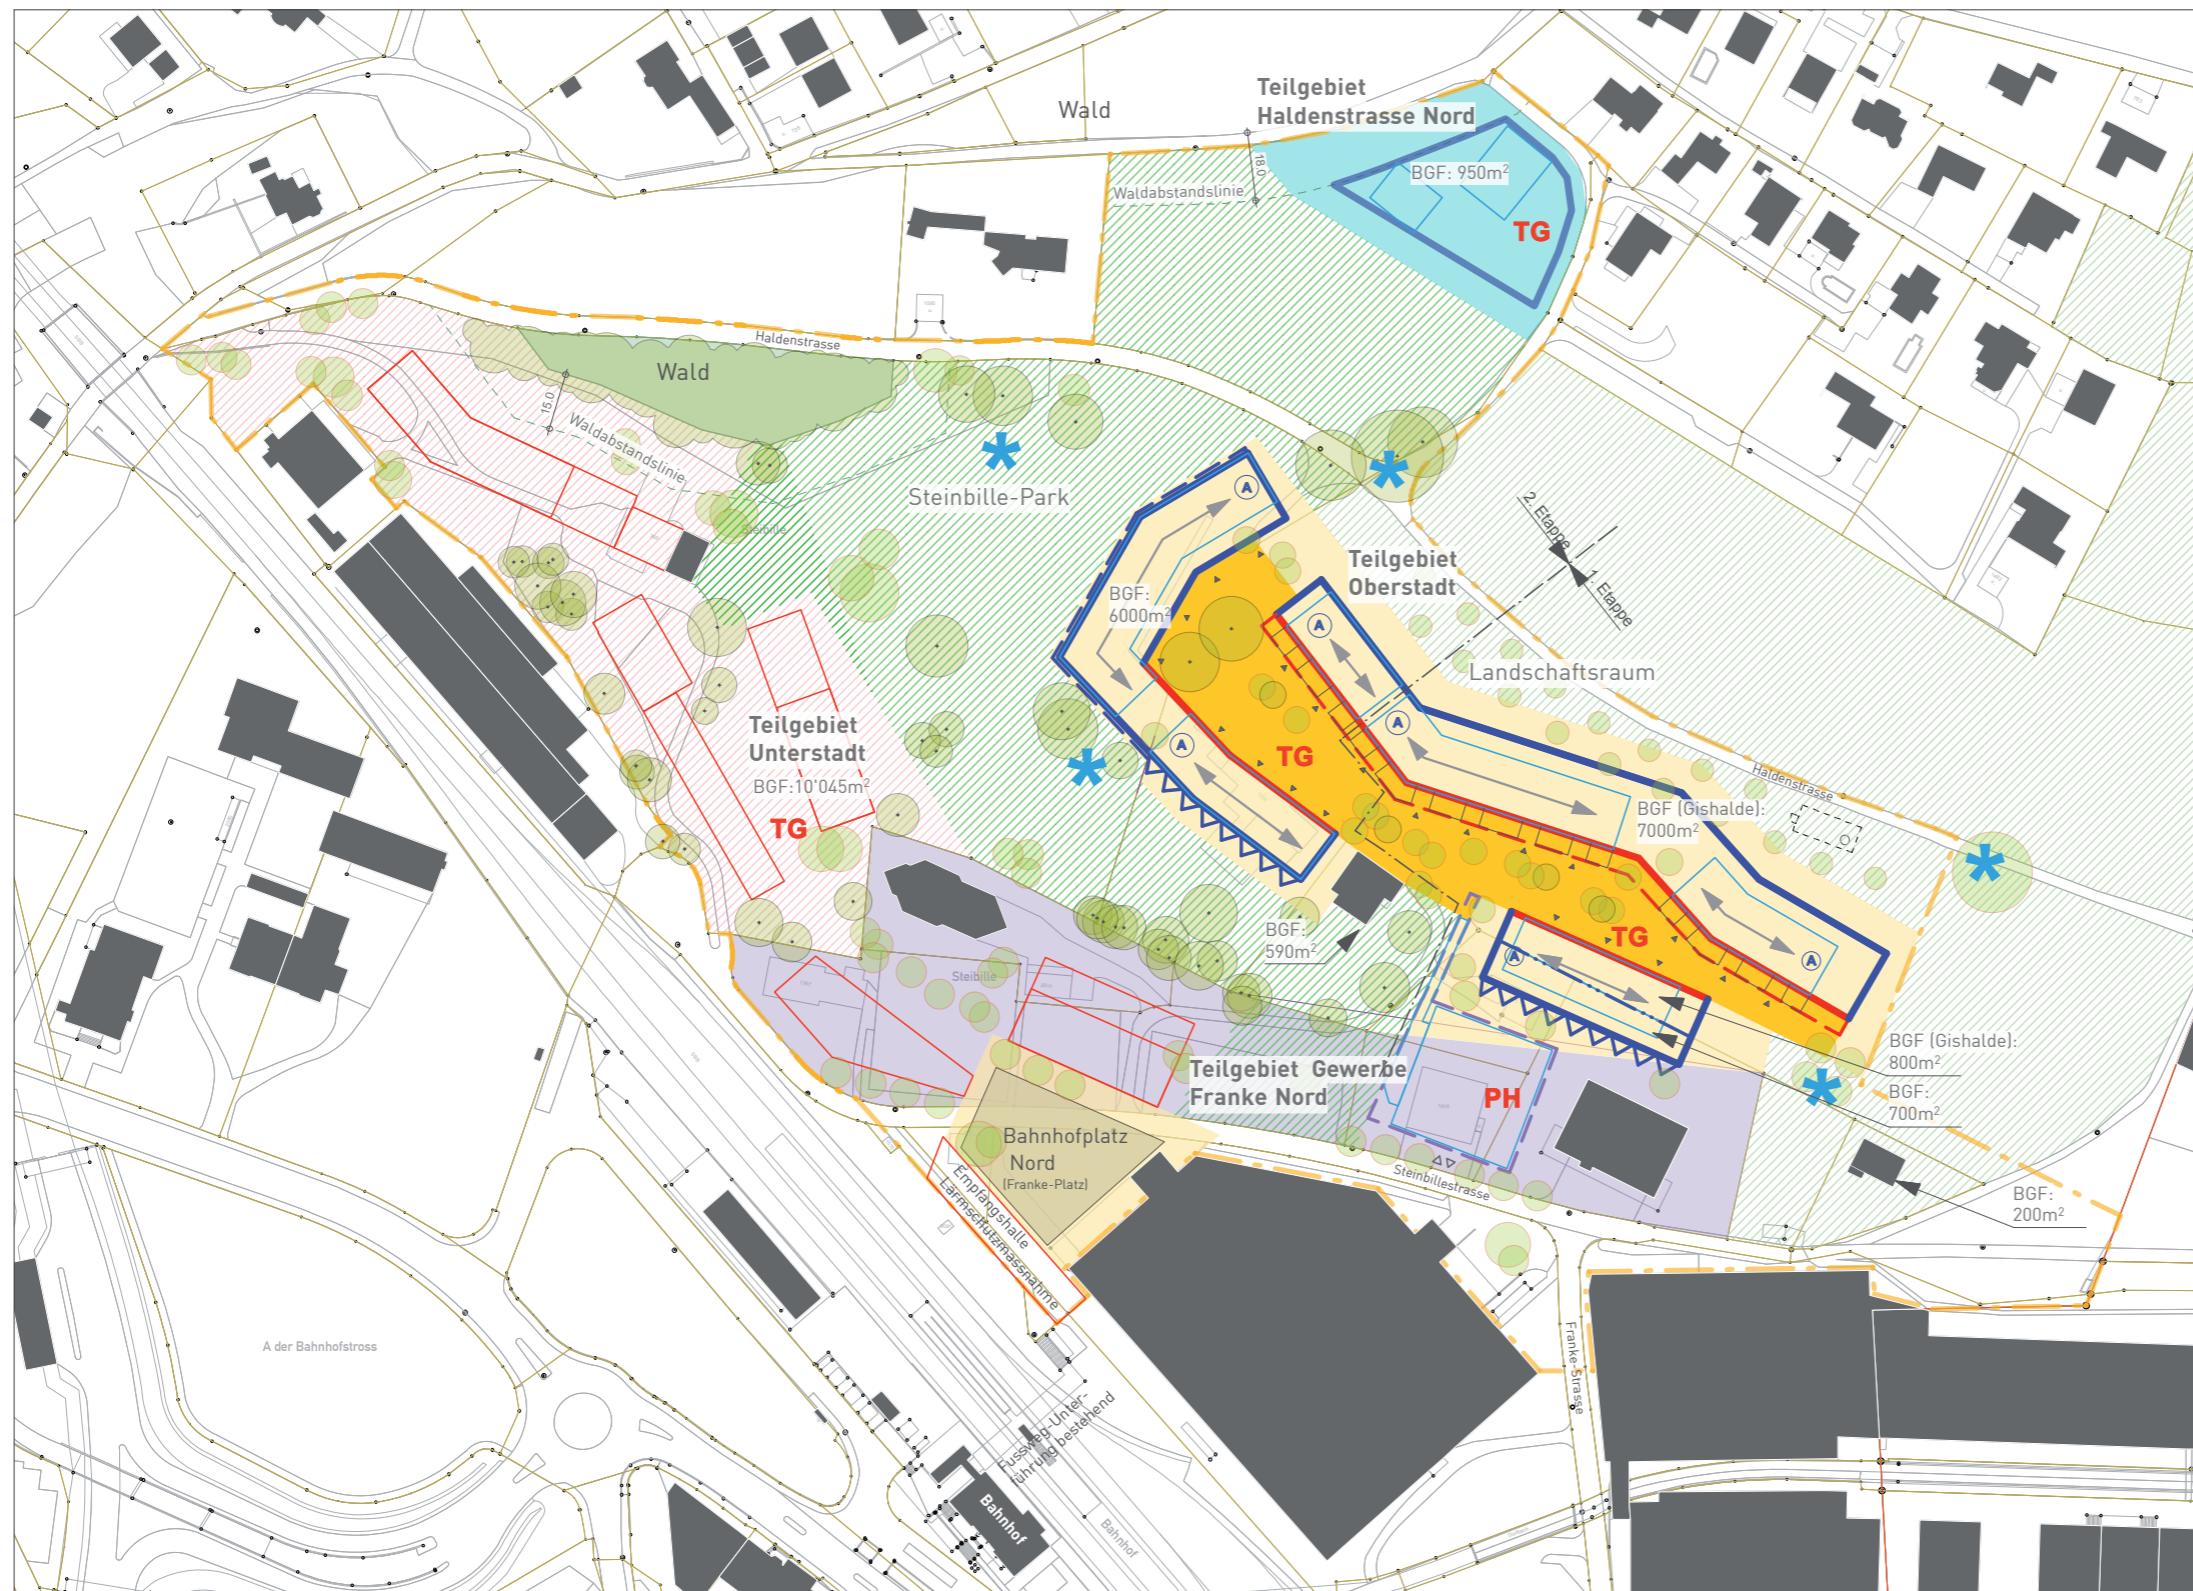 Teilgebiet
Haldenstrasse Nord
Wald
BGF: 950m²
18.0
Waldabstandslinie
TG
Haldenstrasse
Wald
15.0
Waldabstandslinie
Steinbille-Park
Steibille
A
2. Etappe
1. Etappe
Teilgebiet
Oberstadt
BGF:
6000m²
A
Landschaftsraum
A
A
TG
Teilgebiet
Unterstadt
BGF:10'045m²
TG
Haldenstrasse
BGF (Gishalde):
7000m²
BGF:
590m²
TG
A
A
Steibille
BGF (Gishalde):
800m²
BGF:
700m²
Teilgebiet Gewerbe
Franke Nord
PH
Bahnhofplatz
Nord
(Franke-Platz)
Empfangshalle
Lärmschutzmassnahme
Steinbillestrasse
BGF:
200m²
A der Bahnhofstross
Franke-Strasse
Fussweg-Unter-
führung bestehend
Bahnhof
Bahnhof